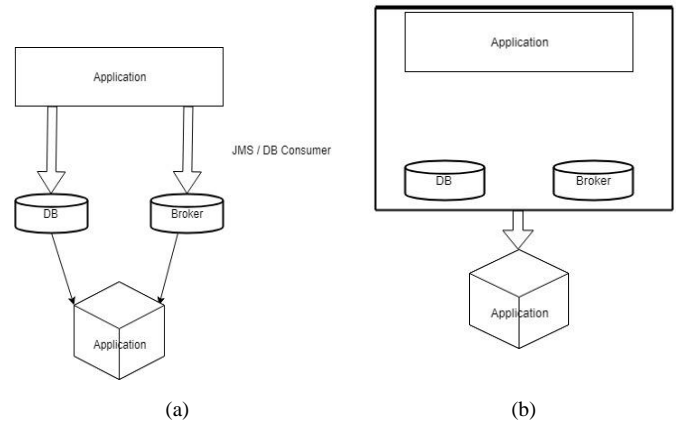 Application
JMS / DB Consumer
DB
Broker
Application
(a)
Application
DB
Broker
Application
(b)